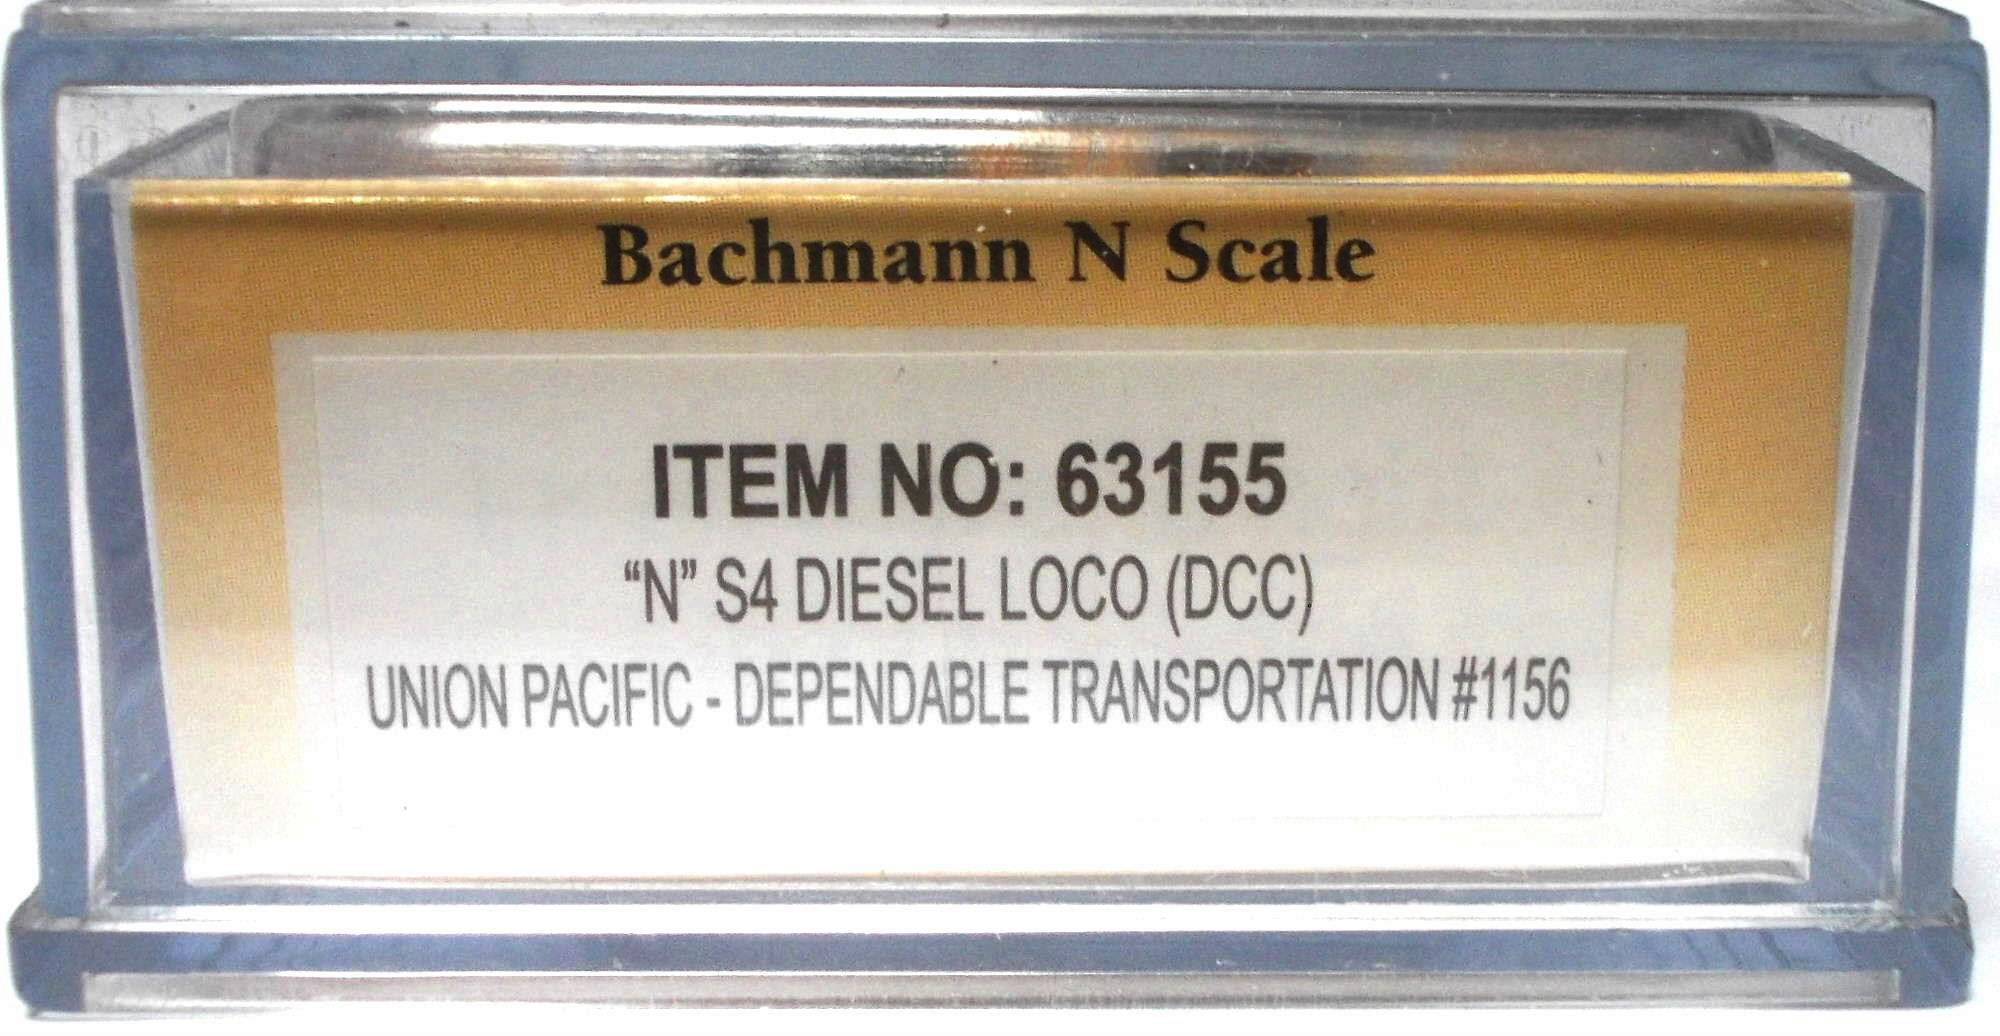 Bachmann N Scale
ITEM NO: 63155
“N” S4 DIESEL LOCO (DCC)
UNION PACIFIC - DEPENDABLE TRANSPORTATION #1156